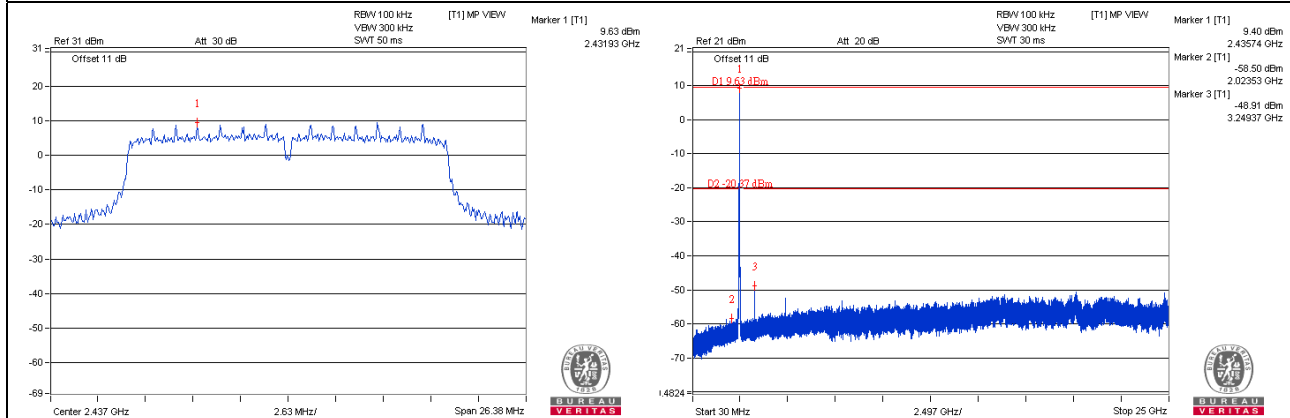 RBW 100 kHz [T1] MP VIEW
VBW 300 kHz
Ref 31 dBm Att 30 dB SWT 50 ms
Marker 1 [T1]
9.63 dBm
2.43193 GHz
31
Offset 11 dB
20
1
10
0
-10
-20
-30
-40
-50
-60
-69
Center 2.437 GHz 2.63 MHz/ Span 26.38 MHz
BUREAU VERITAS
1828
BUREAU
VERITAS
RBW 100 kHz [T1] MP VIEW
VBW 300 kHz
Ref 21 dBm Att 20 dB SWT 30 ms
Marker 1 [T1]
9.40 dBm
2.43574 GHz
Marker 2 [T1]
-58.50 dBm
2.02353 GHz
Marker 3 [T1]
-48.91 dBm
3.24937 GHz
21
Offset 11 dB
1
10
D1 9.63 dBm
0
-10
D2 -20.37 dBm
-20
-30
-40
3
-50
2
-60
-70
.4824
Start 30 MHz 2.497 GHz/ Stop 25 GHz
BUREAU VERITAS
1828
BUREAU
VERITAS